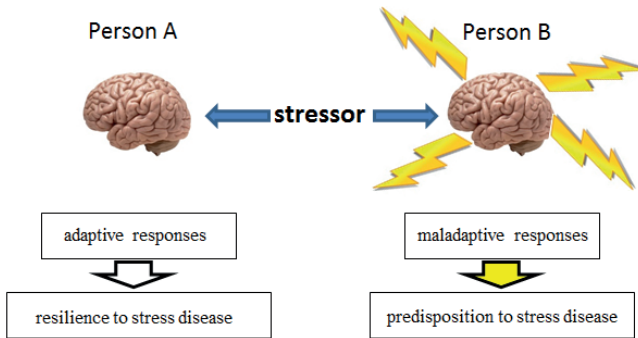 Person A
Person B
stressor
adaptive responses
maladaptive responses
resilience to stress disease
predisposition to stress disease